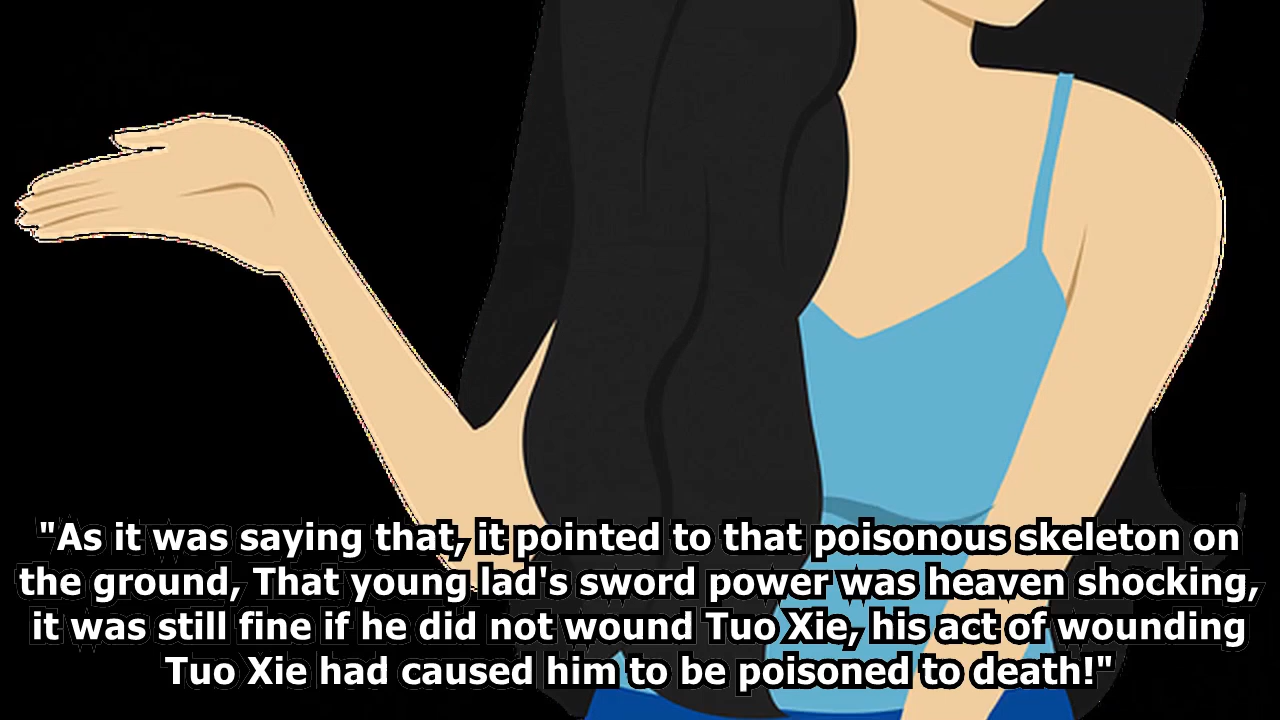 "As it was saying that, it pointed to that poisonous skeleton on
the ground, That young lad's sword power was heaven shocking,
it was still fine if he did not wound Tuo Xie, his act of wounding
Tuo Xie had caused him to be poisoned to death!"